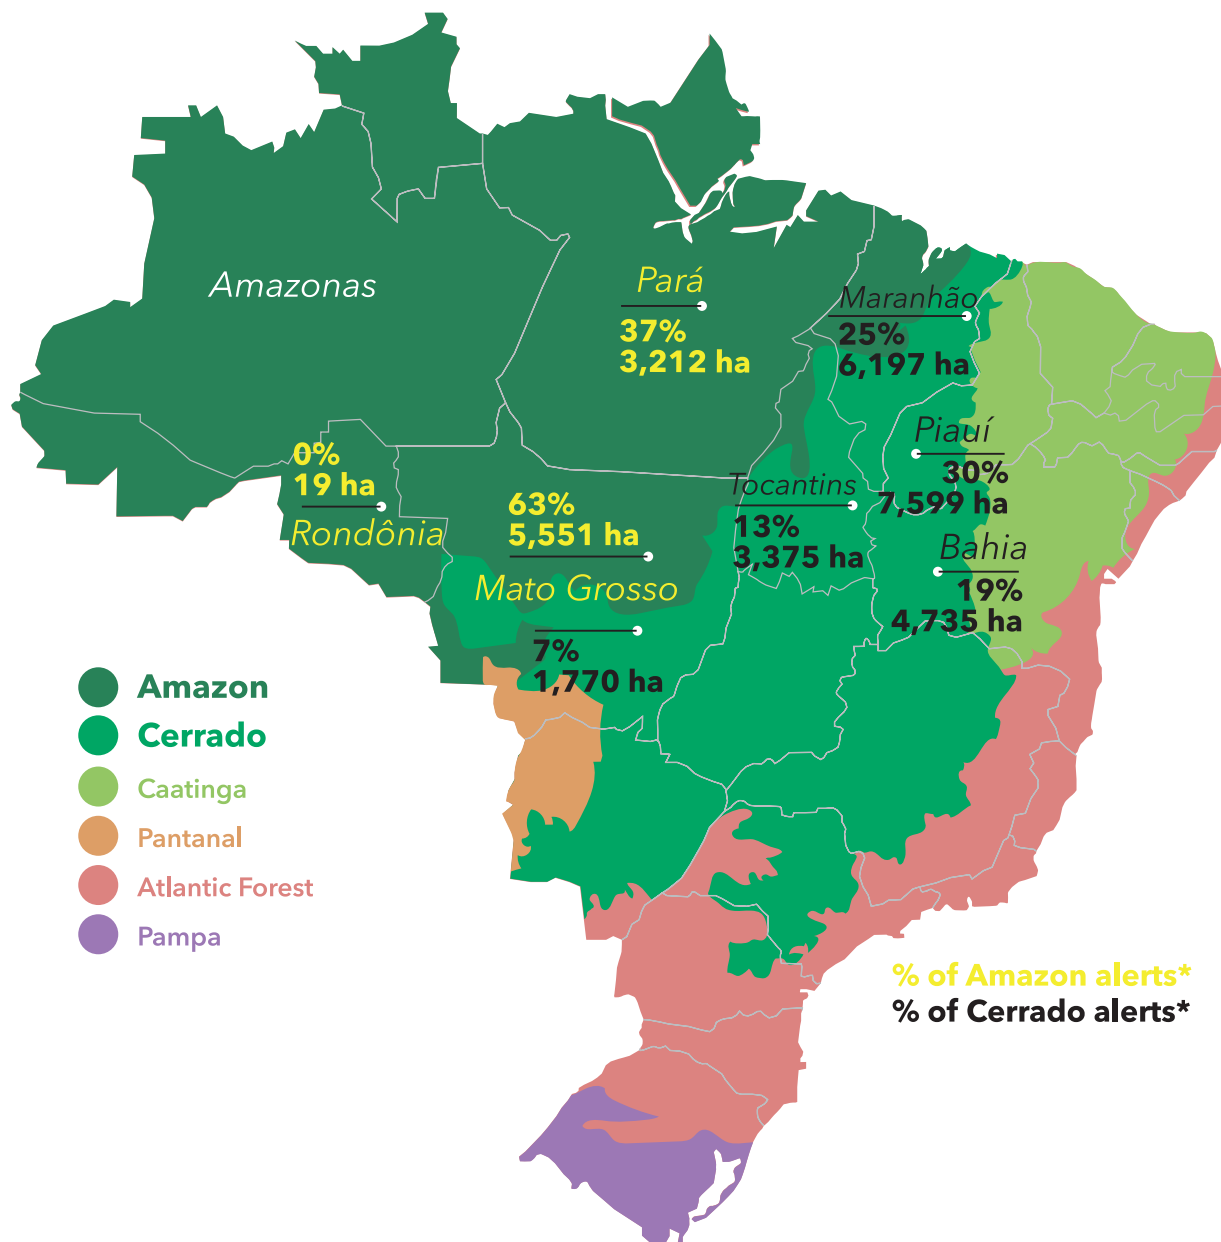 Amazonas
Pará
37%
3,212 ha
Maranhão
25%
6,197 ha
Piauí
30%
7,599 ha
Tocantins
13%
3,375 ha
Bahia
19%
4,735 ha
0%
19 ha
Rondônia
63%
5,551 ha
Mato Grosso
7%
1,770 ha
Amazon
Cerrado
Caatinga
Pantanal
Atlantic Forest
Pampa
% of Amazon alerts*
% of Cerrado alerts*